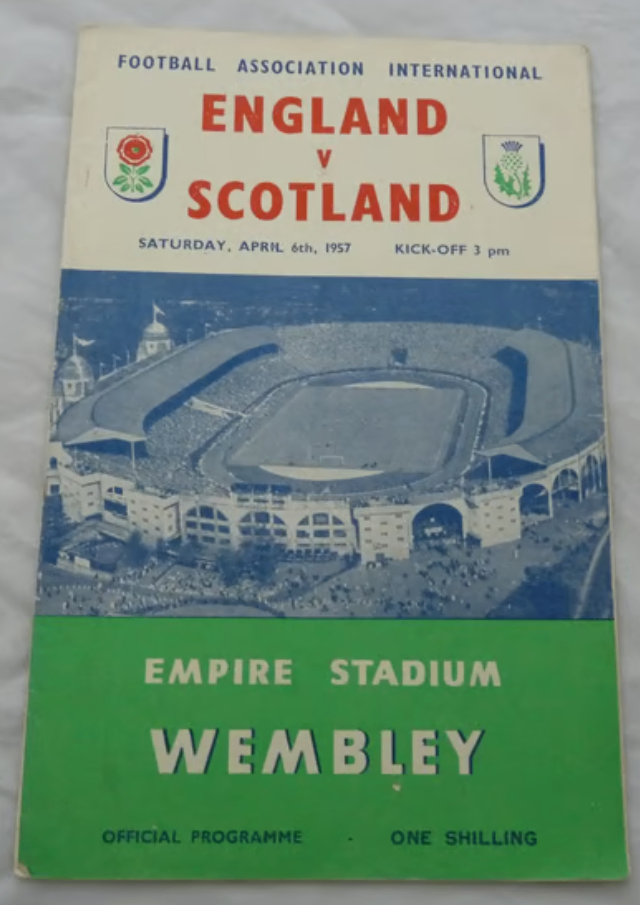 FOOTBALL ASSOCIATION INTERNATIONAL
ENGLAND
V
SCOTLAND
SATURDAY, APRIL 6th, 1957 KICK-OFF 3 pm
EMPIRE STADIUM
WEMBLEY
OFFICIAL PROGRAMME - ONE SHILLING